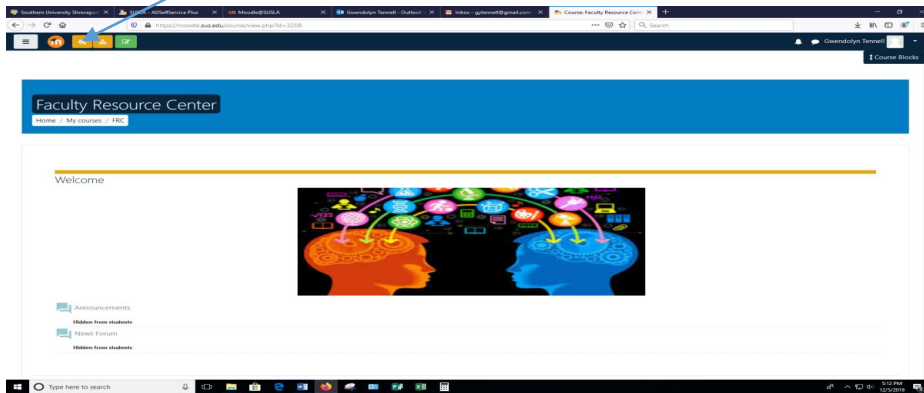 Southern University Shrevepo
SUSLA - ADSelfService Plus
Moodle@SUSLA
Gwendolyn Tennell - Outlook
Inbox - gytennell@gmail.com
Course: Faculty Resource Cent
https://moodle.sus.edu/course/view.php?id=3208
Search
Gwendolyn Tennell
Course Blocks
Faculty Resource Center
Home / My courses / FRC
Welcome
Announcements
Hidden from students
News Forum
Hidden from students
Type here to search
5:12 PM
12/5/2019